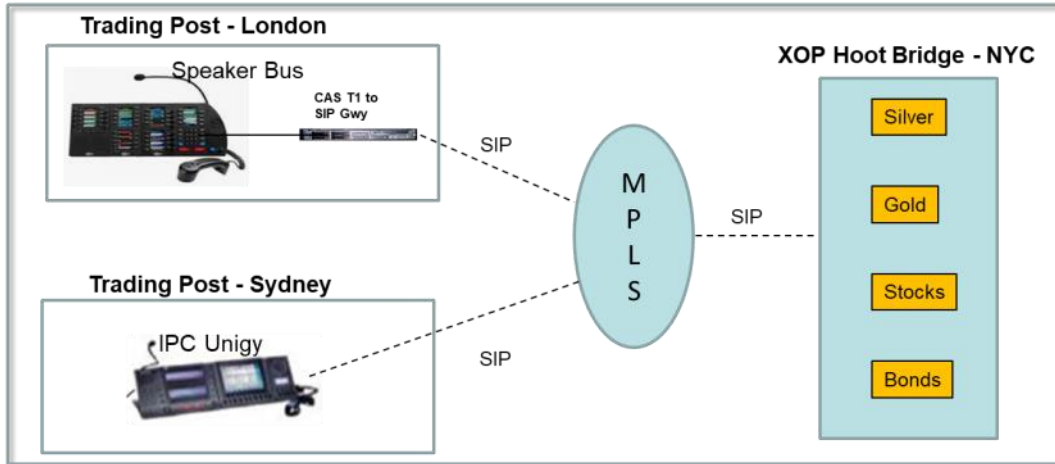 Trading Post - London
Speaker Bus
CAS T1 to
SIP Gwy
SIP
Trading Post - Sydney
IPC Unigy
SIP
M
P
L
S
SIP
XOP Hoot Bridge - NYC
Silver
Gold
Stocks
Bonds